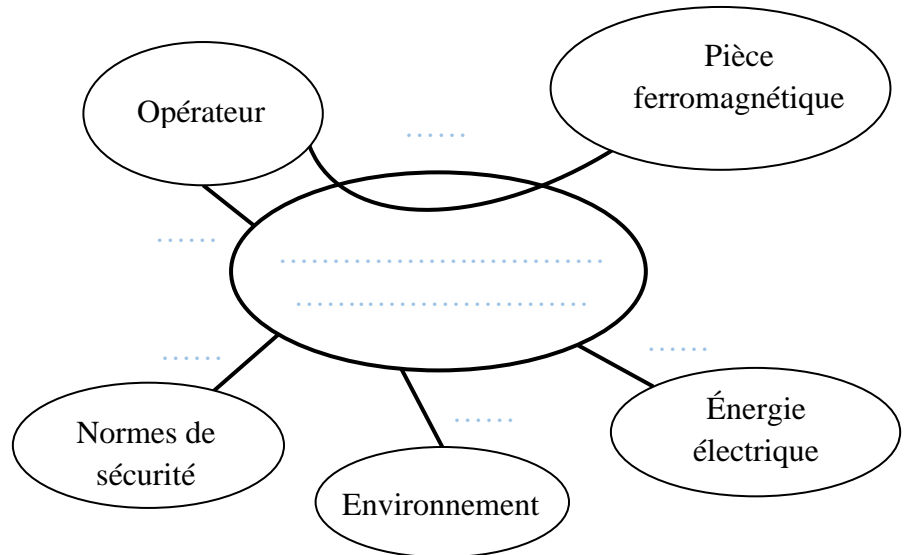 Pièce
ferromagnétique
Opérateur
......
......
.................................
..............................
......
......
......
Énergie
électrique
Normes de
sécurité
Environnement